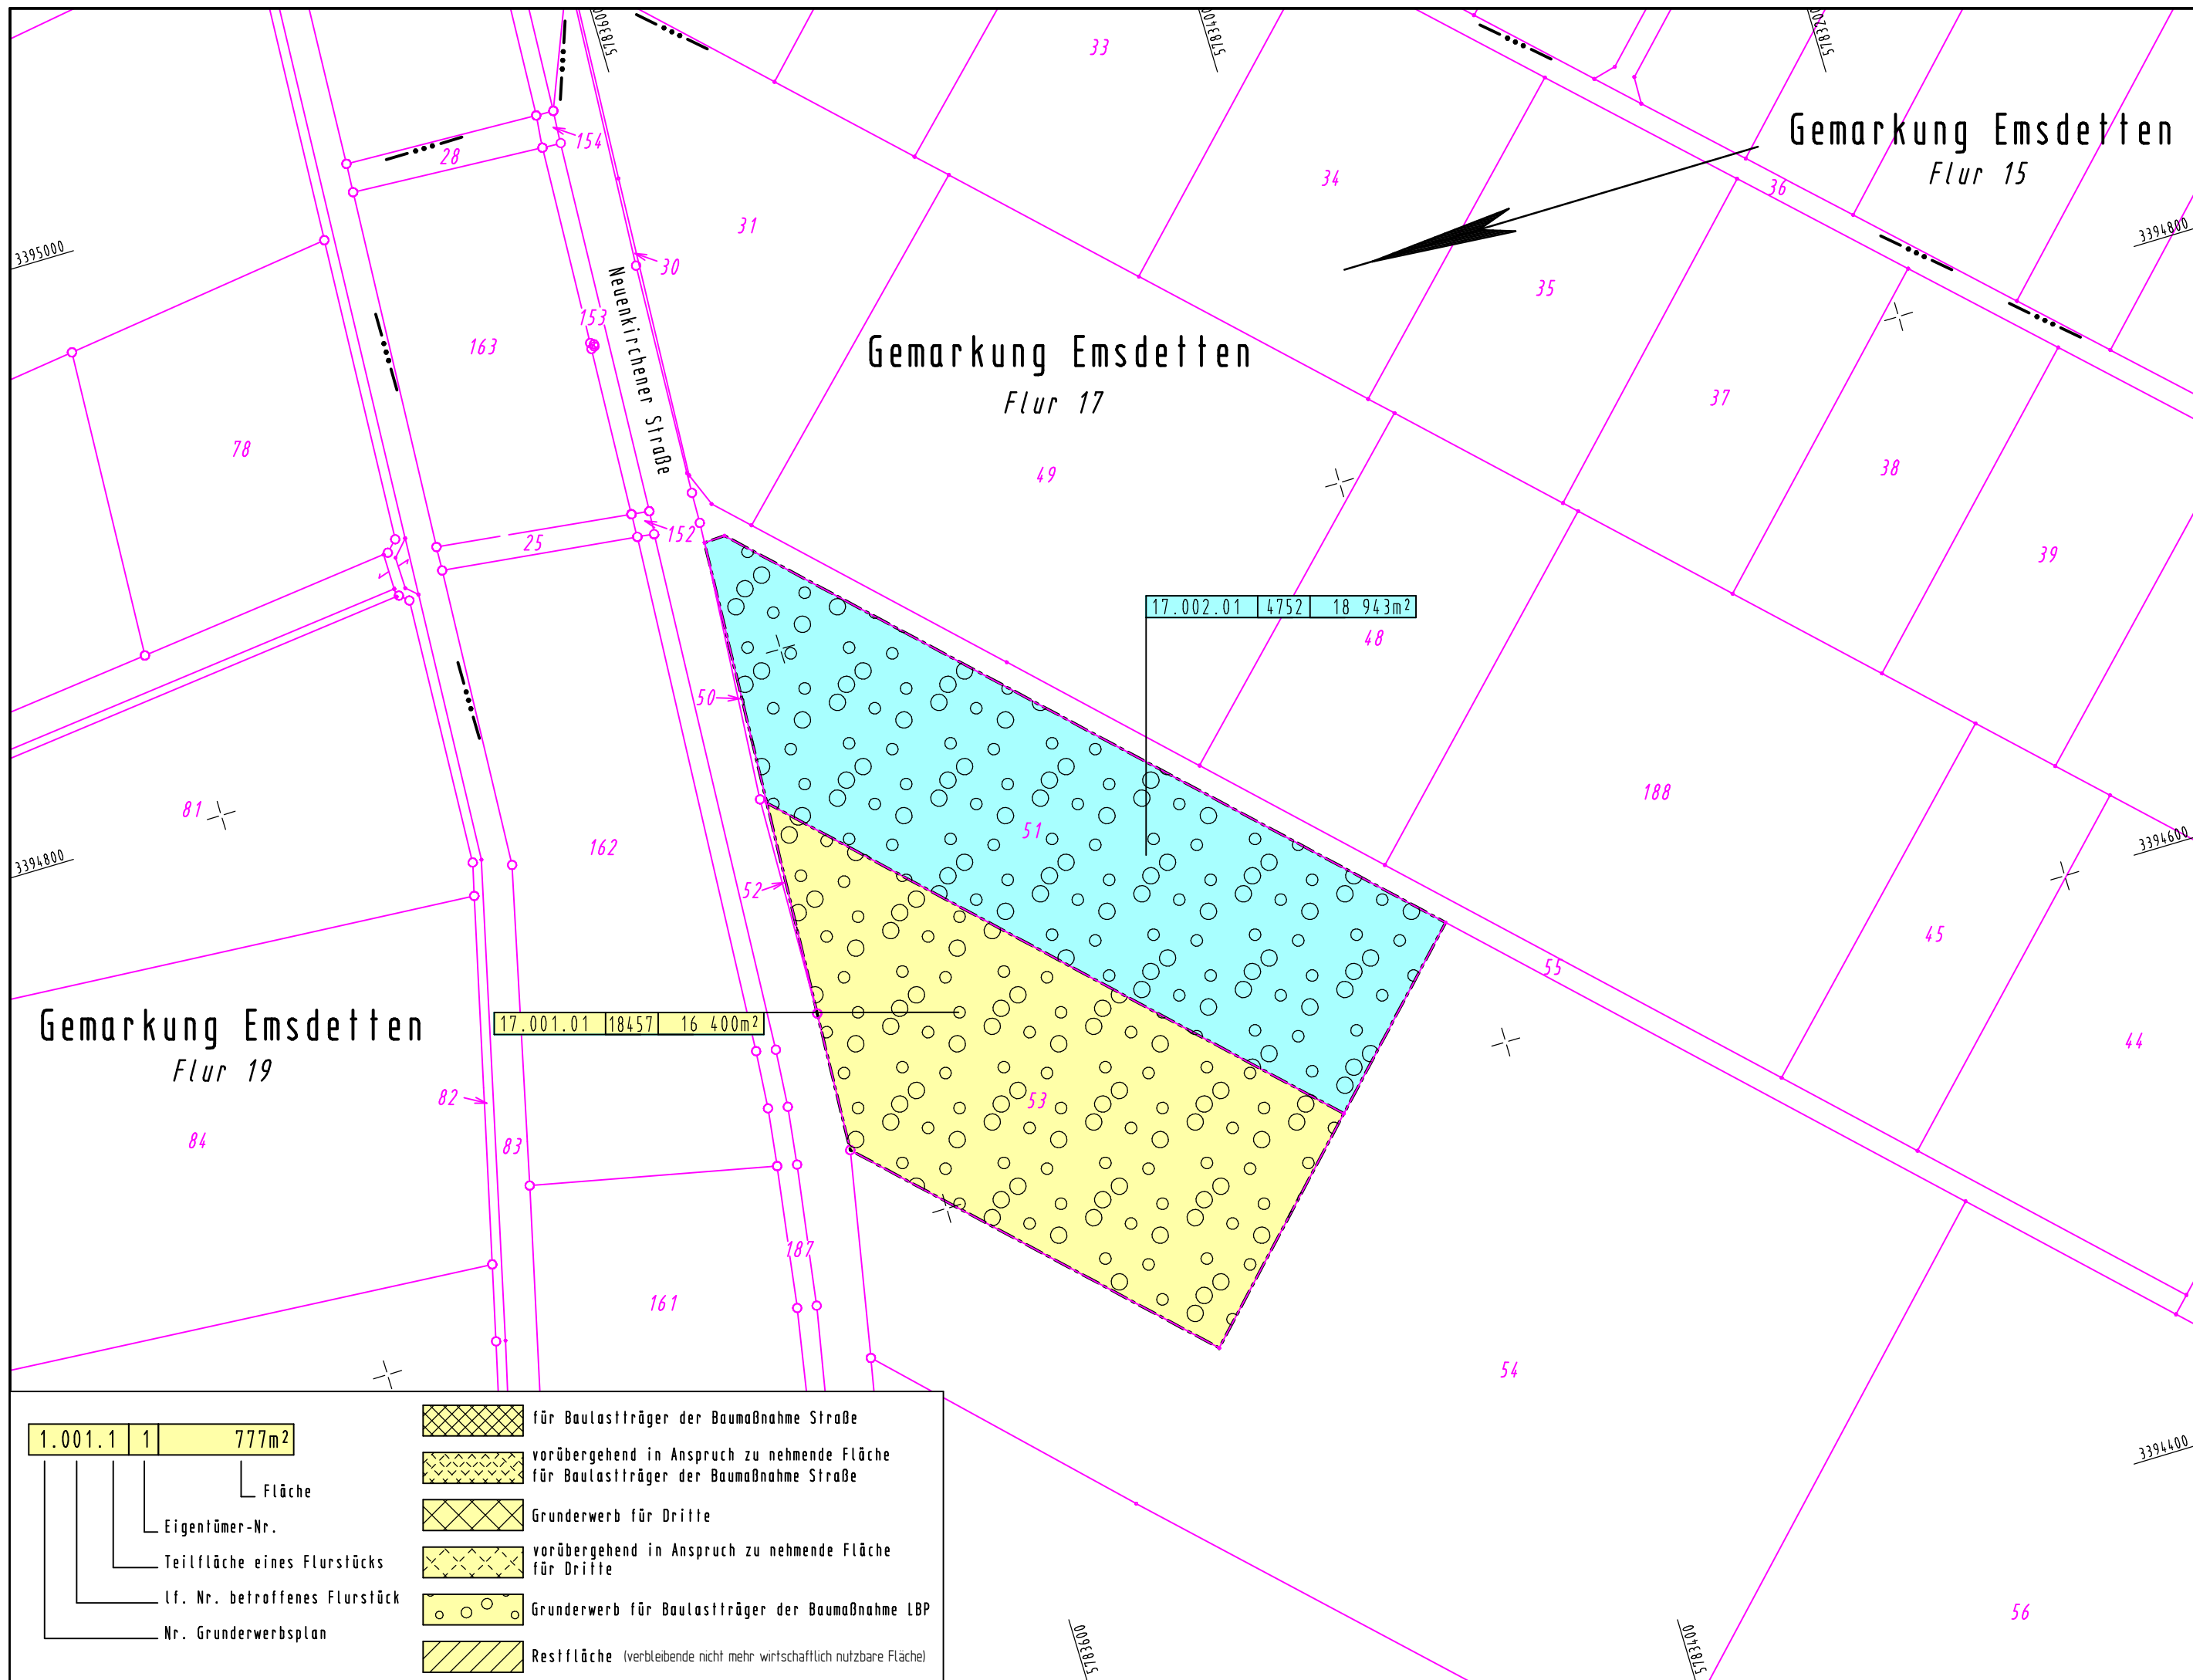 5783600
5783400
5783200
33
Gemarkung Emsdetten
Flur 15
154
28
34
36
31
3394800
3395000
30
35
Neuenkirchener Straße
153
163
Gemarkung Emsdetten
Flur 17
37
78
49
38
152
25
39
17.002.01 4752 18 943m²
48
50
188
81
51
3394600
162
3394800
52
45
55
Gemarkung Emsdetten
Flur 19
17.001.01 18457 16 400m²
44
82
53
84
83
187
161
54
3394400
56
5783600
5783400
1.001.1 1 777m²
Fläche
Eigentümer-Nr.
Teilfläche eines Flurstücks
lf. Nr. betroffenes Flurstück
Nr. Grunderwerbsplan
für Baulastträger der Baumaßnahme Straße
vorübergehend in Anspruch zu nehmende Fläche
für Baulastträger der Baumaßnahme Straße
Grunderwerb für Dritte
vorübergehend in Anspruch zu nehmende Fläche
für Dritte
Grunderwerb für Baulastträger der Baumaßnahme LBP
Restfläche (verbleibende nicht mehr wirtschaftlich nutzbare Fläche)